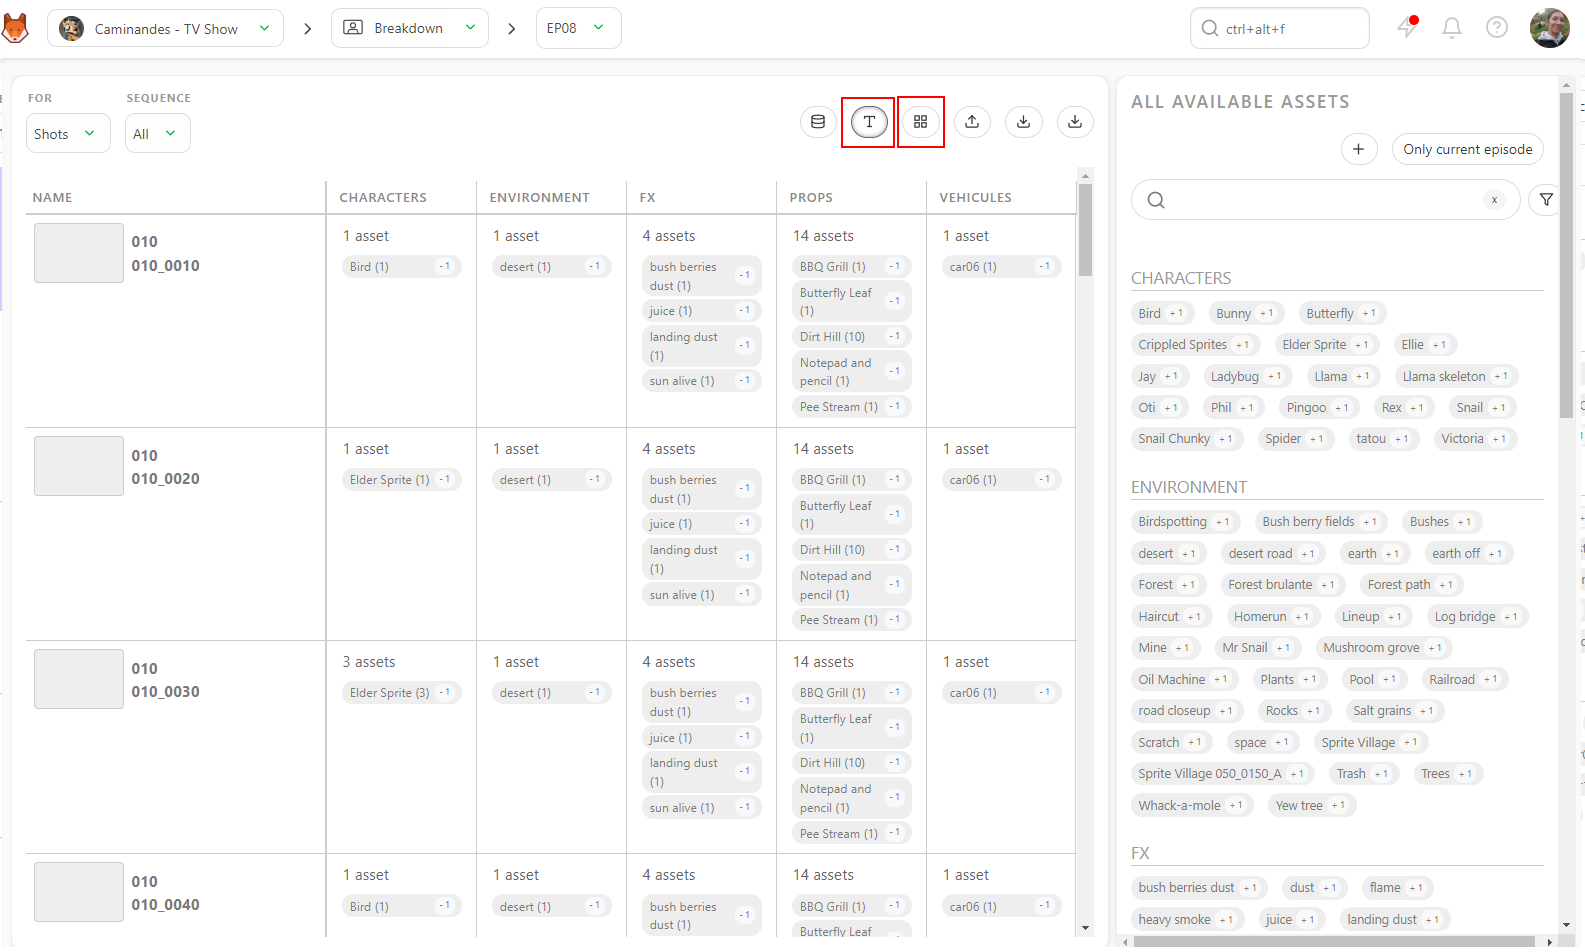 Caminandes - TV Show
Breakdown
EP08
ctrl+alt+f
FOR
SEQUENCE
Shots
All
T
NAME
CHARACTERS
ENVIRONMENT
FX
PROPS
VEHICULES
010
010_0010
1 asset
Bird (1) - 1
1 asset
desert (1) - 1
4 assets
bush berries
dust (1) - 1
juice (1) - 1
landing dust
(1) - 1
sun alive (1) - 1
14 assets
BBQ Grill (1) - 1
Butterfly Leaf
(1) - 1
Dirt Hill (10) - 1
Notepad and
pencil (1) - 1
Pee Stream (1) - 1
1 asset
car06 (1) - 1
010
010_0020
1 asset
Elder Sprite (1) - 1
1 asset
desert (1) - 1
4 assets
bush berries
dust (1) - 1
juice (1) - 1
landing dust
(1) - 1
sun alive (1) - 1
14 assets
BBQ Grill (1) - 1
Butterfly Leaf
(1) - 1
Dirt Hill (10) - 1
Notepad and
pencil (1) - 1
Pee Stream (1) - 1
1 asset
car06 (1) - 1
010
010_0030
3 assets
Elder Sprite (3) - 1
1 asset
desert (1) - 1
4 assets
bush berries
dust (1) - 1
juice (1) - 1
landing dust
(1) - 1
sun alive (1) - 1
14 assets
BBQ Grill (1) - 1
Butterfly Leaf
(1) - 1
Dirt Hill (10) - 1
Notepad and
pencil (1) - 1
Pee Stream (1) - 1
1 asset
car06 (1) - 1
010
010_0040
1 asset
Bird (1) - 1
1 asset
desert (1) - 1
4 assets
bush berries
dust (1) - 1
14 assets
BBQ Grill (1) - 1
Butterfly Leaf
1 asset
car06 (1) - 1
ALL AVAILABLE ASSETS
+
Only current episode
x
CHARACTERS
Bird + 1 Bunny + 1 Butterfly + 1
Crippled Sprites + 1 Elder Sprite + 1 Ellie + 1
Jay + 1 Ladybug + 1 Llama + 1 Llama skeleton + 1
Oti + 1 Phil + 1 Pingoo + 1 Rex + 1 Snail + 1
Snail Chunky + 1 Spider + 1 tatou + 1 Victoria + 1
ENVIRONMENT
Birdspotting + 1 Bush berry fields + 1 Bushes + 1
desert + 1 desert road + 1 earth + 1 earth off + 1
Forest + 1 Forest brulante + 1 Forest path + 1
Haircut + 1 Homerun + 1 Lineup + 1 Log bridge + 1
Mine + 1 Mr Snail + 1 Mushroom grove + 1
Oil Machine + 1 Plants + 1 Pool + 1 Railroad + 1
road closeup + 1 Rocks + 1 Salt grains + 1
Scratch + 1 space + 1 Sprite Village + 1
Sprite Village 050_0150_A + 1 Trash + 1 Trees + 1
Whack-a-mole + 1 Yew tree + 1
FX
bush berries dust + 1 dust + 1 flame + 1
heavy smoke + 1 juice + 1 landing dust + 1